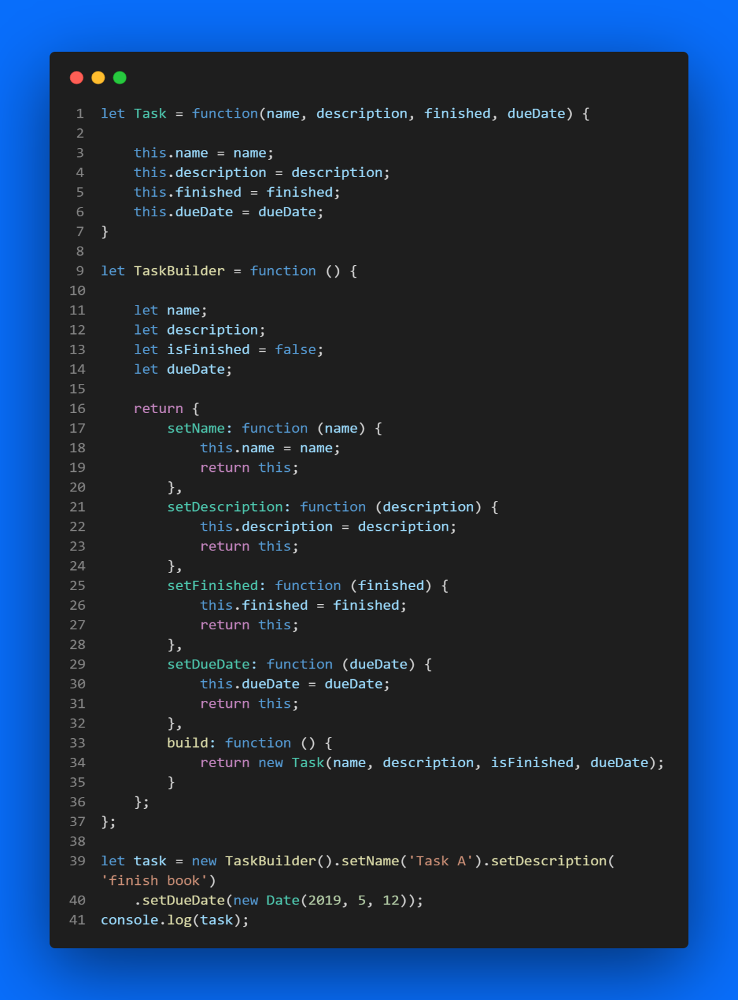 1 let Task = function(name, description, finished, dueDate) {
2
3     this.name = name;
4     this.description = description;
5     this.finished = finished;
6     this.dueDate = dueDate;
7 }
8
9 let TaskBuilder = function () {
10
11     let name;
12     let description;
13     let isFinished = false;
14     let dueDate;
15
16     return {
17         setName: function (name) {
18             this.name = name;
19             return this;
20         },
21         setDescription: function (description) {
22             this.description = description;
23             return this;
24         },
25         setFinished: function (finished) {
26             this.finished = finished;
27             return this;
28         },
29         setDueDate: function (dueDate) {
30             this.dueDate = dueDate;
31             return this;
32         },
33         build: function () {
34             return new Task(name, description, isFinished, dueDate);
35         }
36     };
37 };
38
39 let task = new TaskBuilder().setName('Task A').setDescription(
'finish book')
40     .setDueDate(new Date(2019, 5, 12));
41 console.log(task);